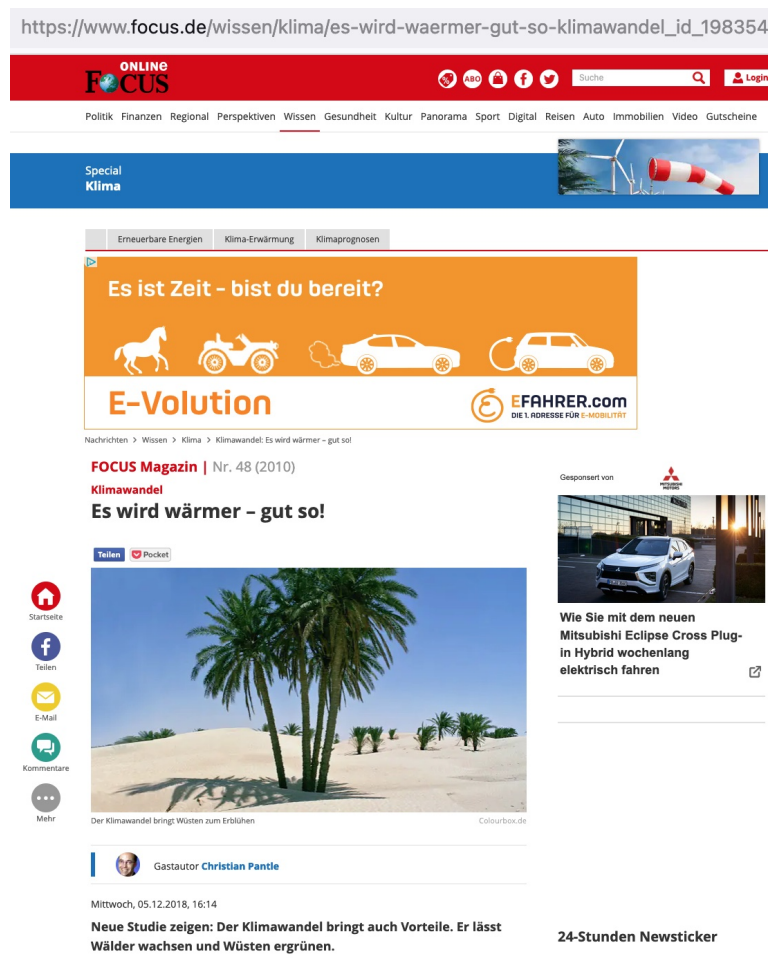 https://www.focus.de/wissen/klima/es-wird-waermer-gut-so-klimawandel_id_198354
ONLINE
FOCUS
ABO
Suche
Login
Politik Finanzen Regional Perspektiven Wissen Gesundheit Kultur Panorama Sport Digital Reisen Auto Immobilien Video Gutscheine
Special
Klima
Erneuerbare Energien Klima-Erwärmung Klimaprognosen
Es ist Zeit – bist du bereit?
E-Volution
EFAHRER.com
DIE 1. ADRESSE FÜR E-MOBILITÄT
Nachrichten > Wissen > Klima > Klimawandel: Es wird wärmer – gut so!
FOCUS Magazin | Nr. 48 (2010)
Klimawandel
Es wird wärmer – gut so!
Teilen Pocket
Startseite
Teilen
E-Mail
Kommentare
Mehr
Der Klimawandel bringt Wüsten zum Erblühen
Colourbox.de
Gastautor Christian Pantle
Mittwoch, 05.12.2018, 16:14
Neue Studie zeigen: Der Klimawandel bringt auch Vorteile. Er lässt
Wälder wachsen und Wüsten ergrünen.
Gesponsert von
MITSUBISHI
MOTORS
Wie Sie mit dem neuen
Mitsubishi Eclipse Cross Plug-
in Hybrid wochenlang
elektrisch fahren
24-Stunden Newsticker